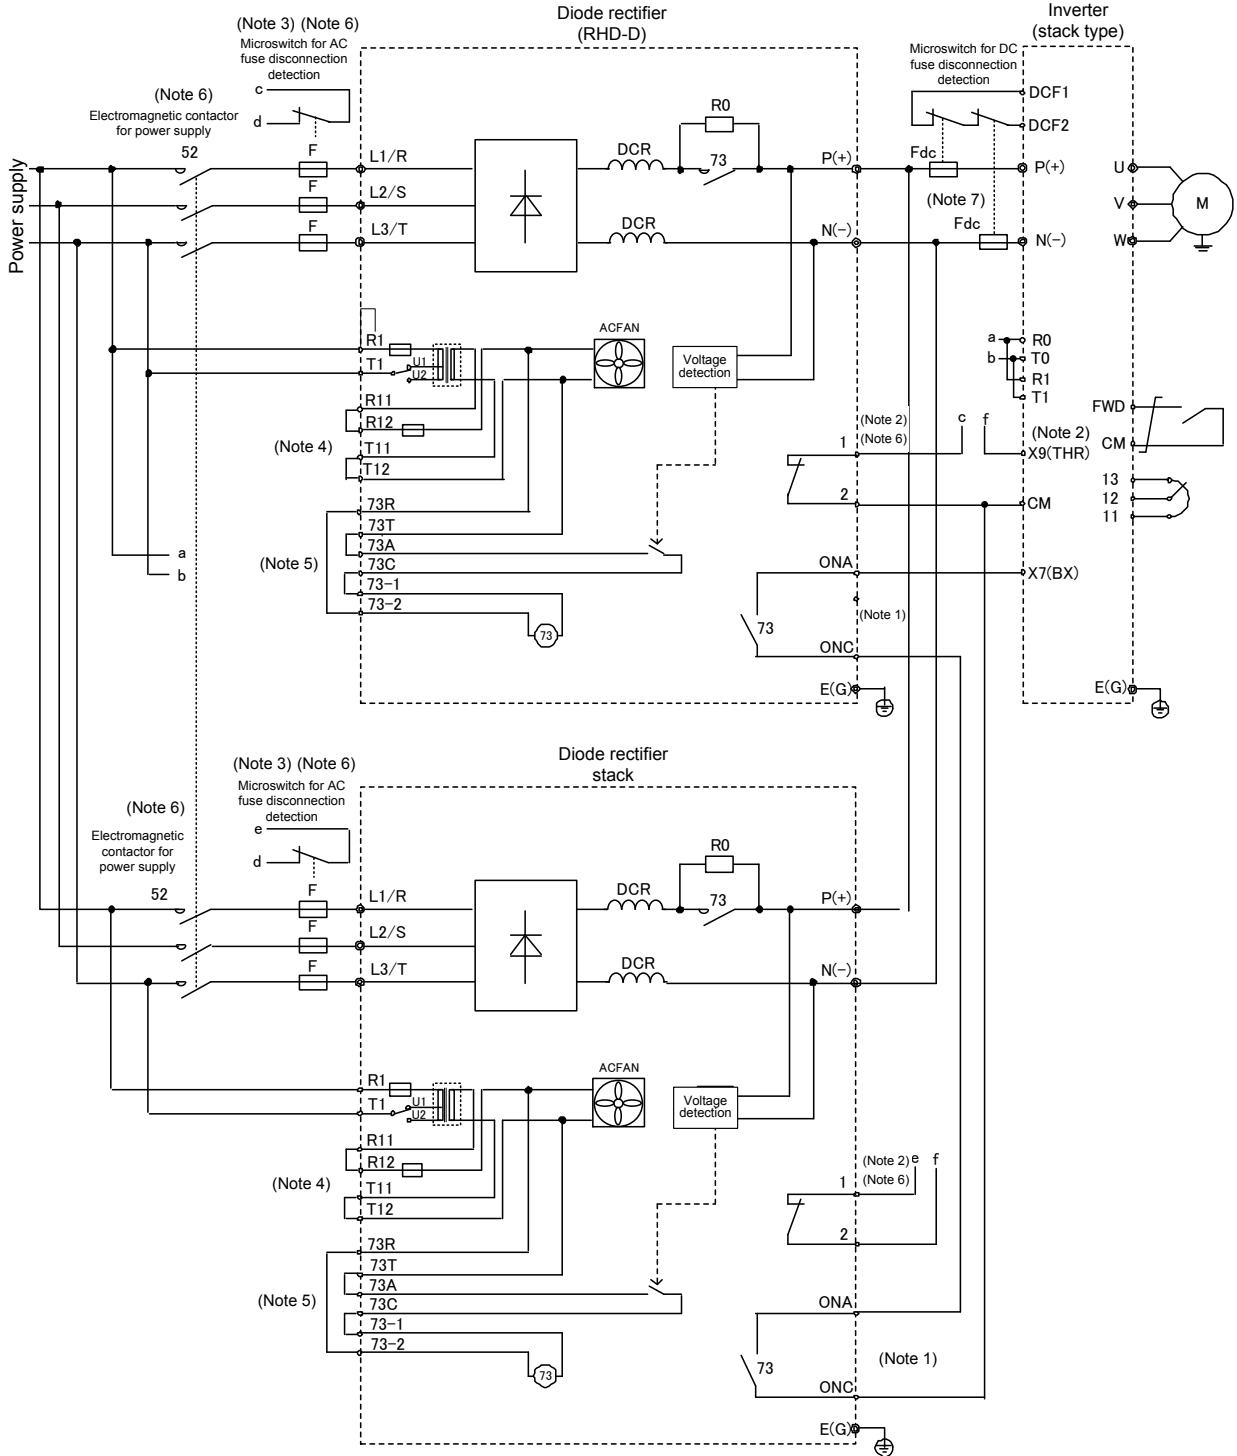 Diode rectifier
(RHD-D)
Inverter
(stack type)
(Note 3) (Note 6)
Microswitch for AC
fuse disconnection
detection
c
d
Microswitch for DC
fuse disconnection
detection
DCF1
DCF2
(Note 6)
Electromagnetic contactor
for power supply
52
R0
Power supply
F
L1/R
DCR
73
P(+)
Fdc
P(+)
U
F
L2/S
(Note 7)
V
M
F
L3/T
DCR
N(-)
Fdc
N(-)
W
R1
T1
U1
U2
ACFAN
Voltage
detection
a
R0
b
T0
R1
T1
R11
R12
(Note 4)
T11
T12
FWD
CM
(Note 2)
(Note 6)
c
f
(Note 2)
1
X9(THR)
13
12
11
2
CM
73R
73T
73A
73C
73-1
73-2
(Note 5)
a
b
73
ONA
X7(BX)
(Note 1)
73
ONC
E(G)
E(G)
Diode rectifier
stack
(Note 3) (Note 6)
Microswitch for AC
fuse disconnection
detection
e
d
(Note 6)
Electromagnetic
contactor for
power supply
52
R0
F
L1/R
DCR
73
P(+)
F
L2/S
F
L3/T
DCR
N(-)
R1
T1
U1
U2
ACFAN
Voltage
detection
R11
R12
(Note 4)
T11
T12
(Note 2)
(Note 6)
e
f
1
2
73R
73T
73A
73C
73-1
73-2
(Note 5)
73
ONA
73
(Note 1)
ONC
E(G)